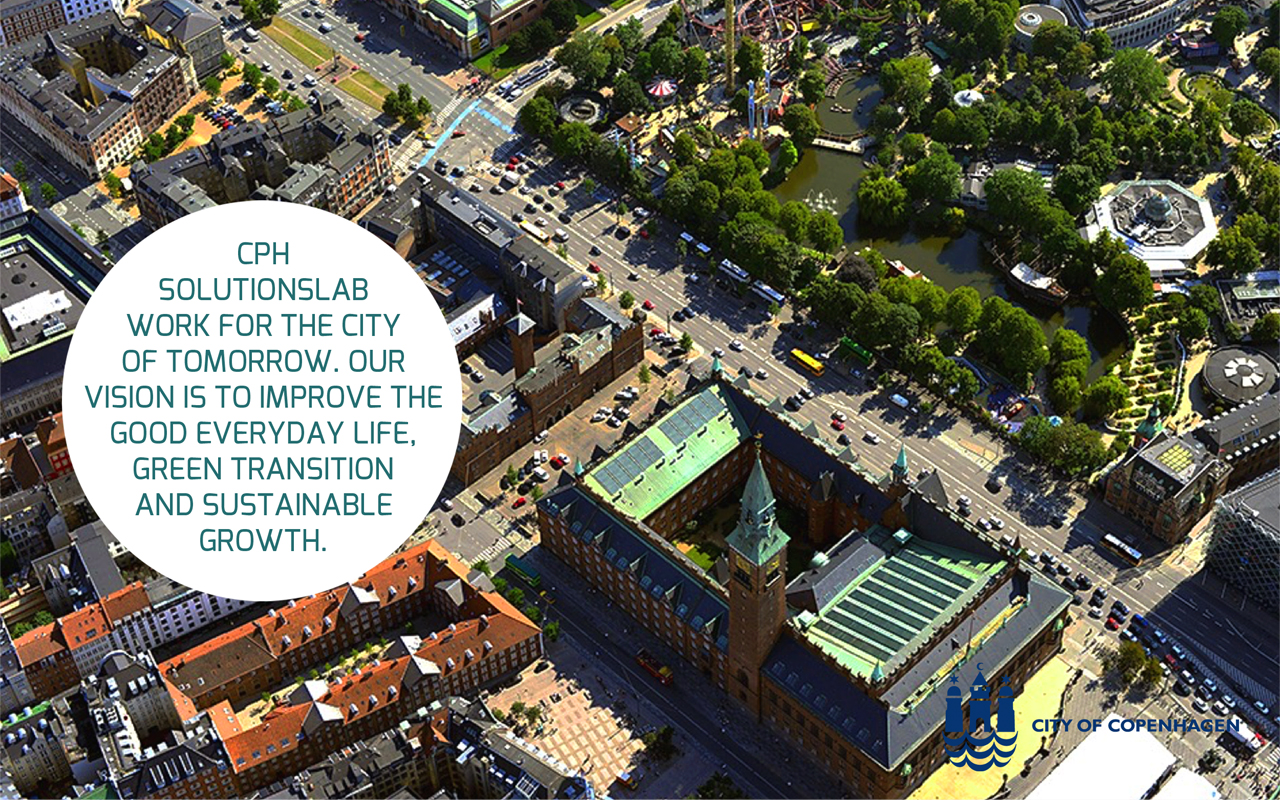 CPH
SOLUTIONSLAB
WORK FOR THE CITY
OF TOMORROW. OUR
VISION IS TO IMPROVE THE
GOOD EVERYDAY LIFE,
GREEN TRANSITION
AND SUSTAINABLE
GROWTH.
CITY OF COPENHAGEN